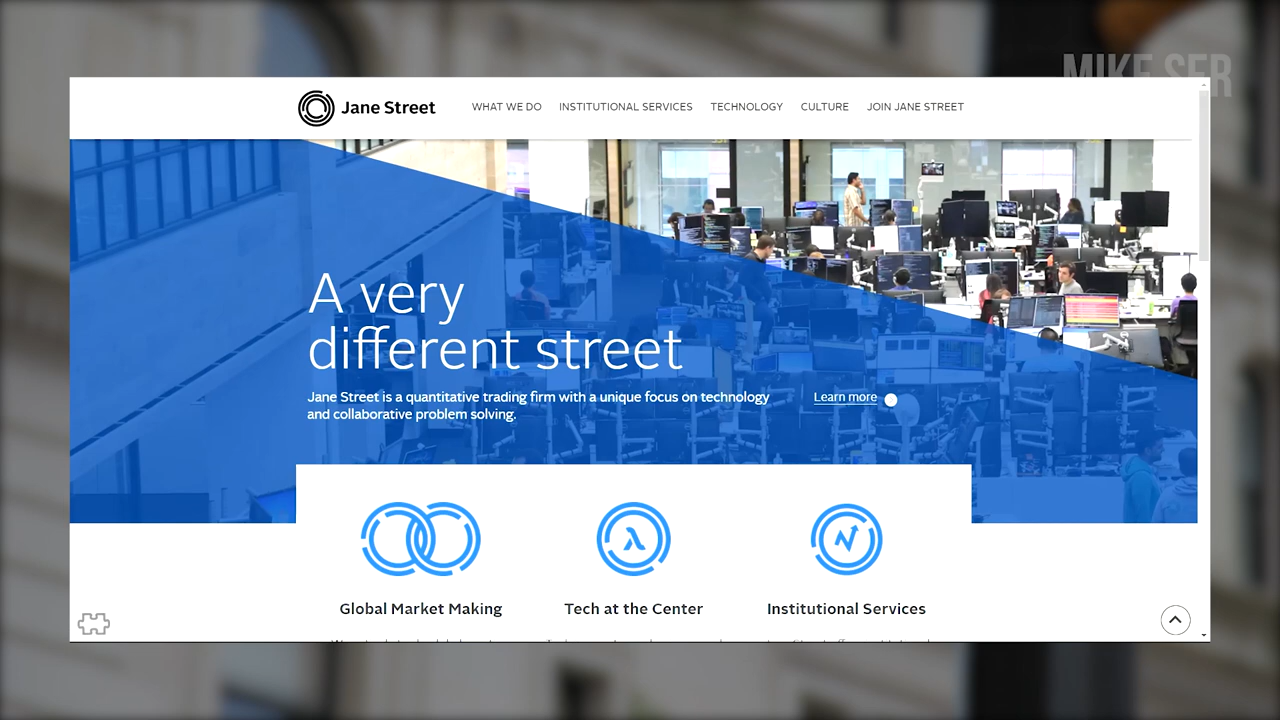 MIKE SER
Jane Street
WHAT WE DO
INSTITUTIONAL SERVICES
TECHNOLOGY
CULTURE
JOIN JANE STREET
A very
different street
Jane Street is a quantitative trading firm with a unique focus on technology
and collaborative problem solving.
Learn more
Global Market Making
Tech at the Center
Institutional Services